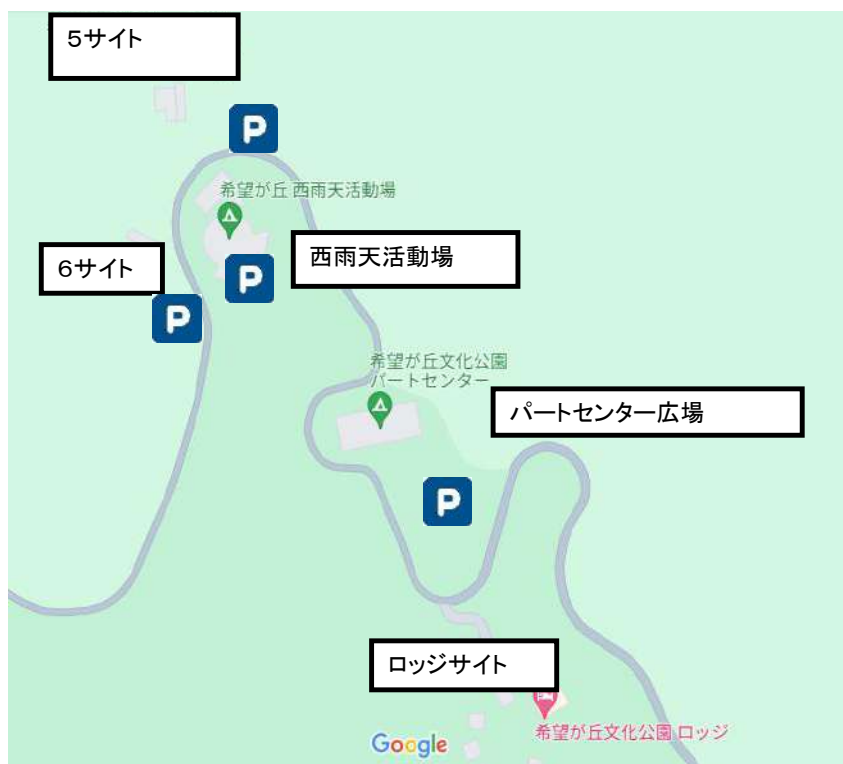 5サイト
P
希望が丘 西雨天活動場
西雨天活動場
6サイト
P
P
希望が丘文化公園
パートセンター
パートセンター広場
P
ロッジサイト
希望が丘文化公園 ロッジ
Google